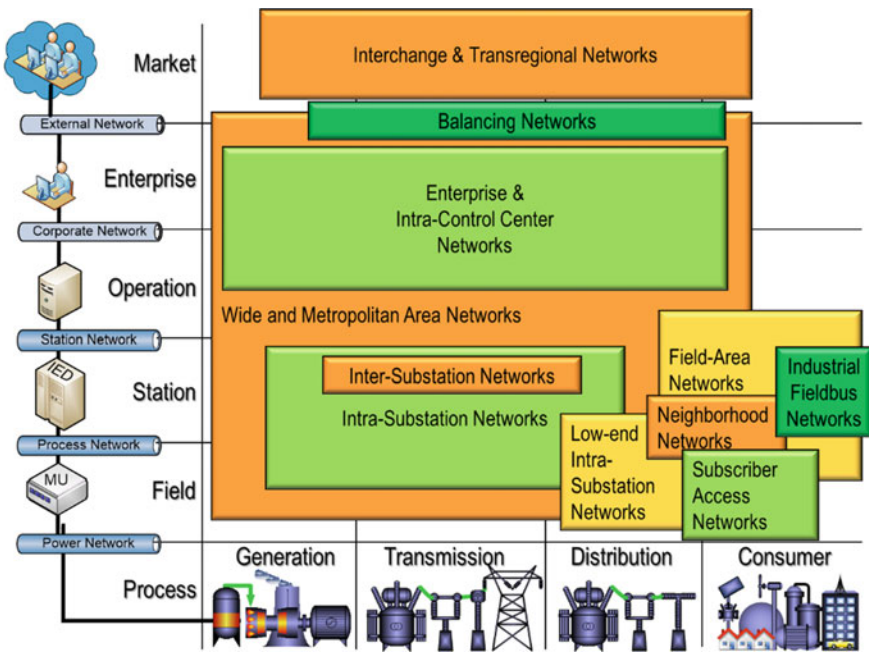 Market
Interchange & Transregional Networks
External Network
Balancing Networks
Enterprise
Enterprise &
Intra-Control Center
Networks
Corporate Network
Operation
Wide and Metropolitan Area Networks
Station Network
IED
Station
Inter-Substation Networks
Intra-Substation Networks
Field-Area
Networks
Industrial
Fieldbus
Networks
Neighborhood
Networks
Low-end
Intra-
Substation
Networks
Subscriber
Access
Networks
Process Network
MU
Field
Power Network
Process
Generation
Transmission
Distribution
Consumer